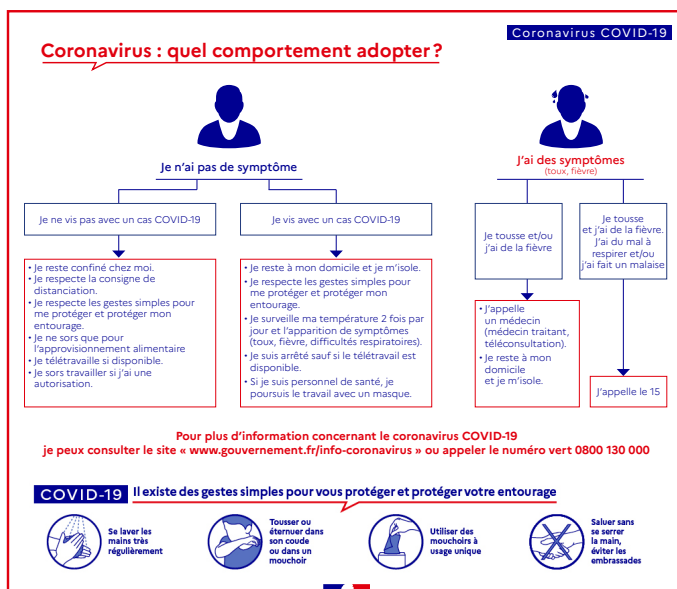 Coronavirus COVID-19
Coronavirus : quel comportement adopter ?
Je n'ai pas de symptôme
Je ne vis pas avec un cas COVID-19
• Je reste confiné chez moi.
• Je respecte la consigne de
distanciation.
• Je respecte les gestes simples pour
me protéger et protéger mon
entourage.
• Je ne sors que pour
l'approvisionnement alimentaire
• Je télétravaille si disponible.
• Je sors travailler si j'ai une
autorisation.
Je vis avec un cas COVID-19
• Je reste à mon domicile et je m'isole.
• Je respecte les gestes simples pour
me protéger et protéger mon
entourage.
• Je surveille ma température 2 fois par
jour et l'apparition de symptômes
(toux, fièvre, difficultés respiratoires).
• Je suis arrêté sauf si le télétravail est
disponible.
• Si je suis personnel de santé, je
poursuis le travail avec un masque.
J'ai des symptômes
(toux, fièvre)
Je tousse et/ou
j'ai de la fièvre
• J'appelle
un médecin
(médecin traitant,
téléconsultation).
• Je reste à mon
domicile
et je m'isole.
Je tousse
et j'ai de la fièvre.
J'ai du mal à
respirer et/ou
j'ai fait un malaise
J'appelle le 15
Pour plus d'information concernant le coronavirus COVID-19
je peux consulter le site « www.gouvernement.fr/info-coronavirus » ou appeler le numéro vert 0800 130 000
COVID-19 Il existe des gestes simples pour vous protéger et protéger votre entourage
Se laver les
mains très
régulièrement
Tousser ou
éternuer dans
son coude
ou dans un
mouchoir
Utiliser des
mouchoirs à
usage unique
Saluer sans
se serrer
la main,
éviter les
embrassades